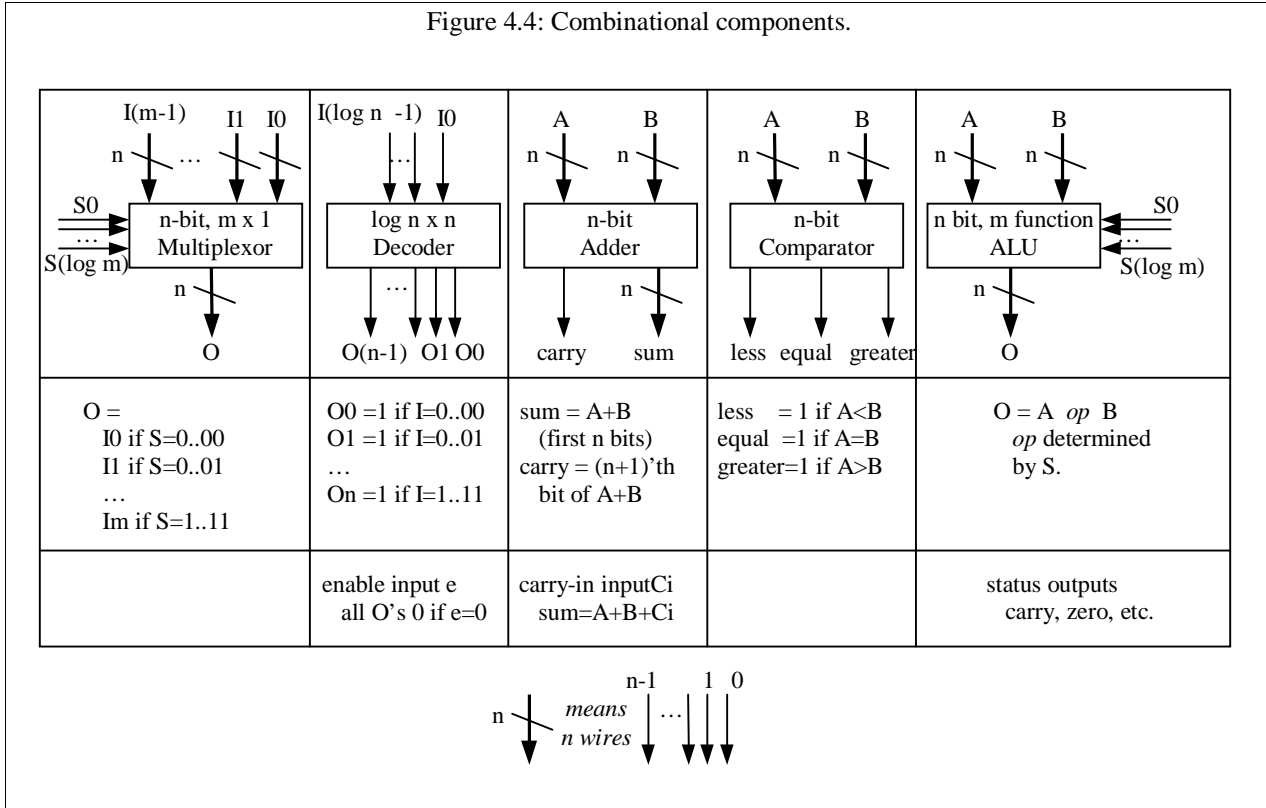 Figure 4.4: Combinational components.
I(m-1) I1 I0
n …
S0
…
S(log m)
n-bit, m x 1
Multiplexor
n
O
I(log n -1) I0
…
log n x n
Decoder
…
O(n-1) O1 O0
A B
n n
n-bit
Adder
n
carry sum
A B
n n
n-bit
Comparator
less equal greater
A B
n n
n bit, m function
ALU
S0
…
S(log m)
n
O
O =
I0 if S=0..00
I1 if S=0..01
…
Im if S=1..11
O0 =1 if I=0..00
O1 =1 if I=0..01
…
On =1 if I=1..11
sum = A+B
(first n bits)
carry = (n+1)’th
bit of A+B
less = 1 if A<B
equal =1 if A=B
greater=1 if A>B
O = A op B
op determined
by S.
enable input e
all O’s 0 if e=0
carry-in inputCi
sum=A+B+Ci
status outputs
carry, zero, etc.
n-1 1 0
n means …
n wires